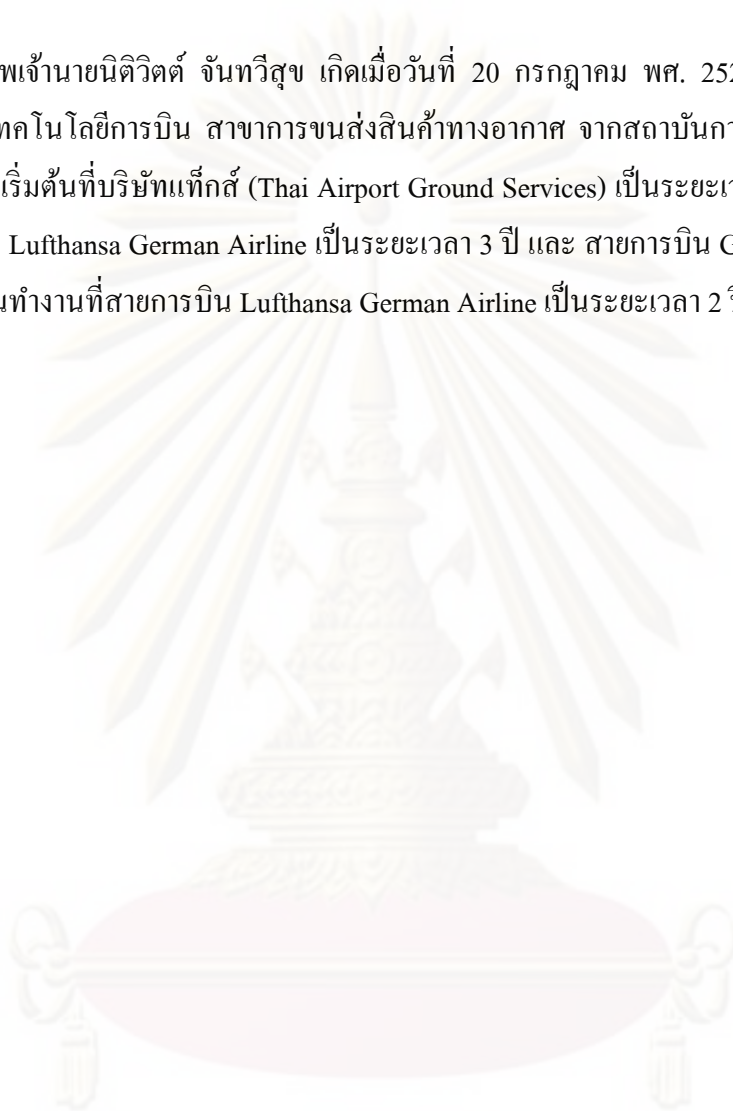 พเจ้านายนิติวิตต์ จันทวีสุข เกิดเมื่อวันที่ 20 กรกฎาคม พศ. 252
ทคโนโลยีการบิน สาขาการขนส่งสินค้าทางอากาศ จากสถาบันกา
เริ่มต้นที่บริษัทแท็กส์ (Thai Airport Ground Services) เป็นระยะเว
Lufthansa German Airline เป็นระยะเวลา 3 ปี และ สายการบิน G
นทำงานที่สายการบิน Lufthansa German Airline เป็นระยะเวลา 2 ปี